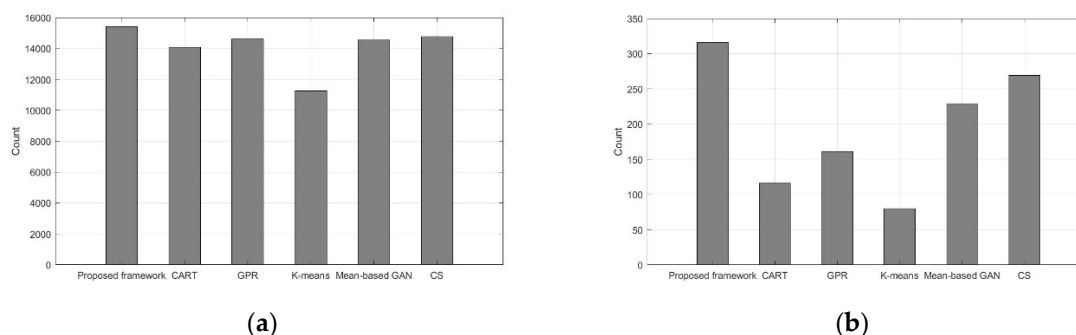 16000
14000
12000
10000
8000
6000
4000
2000
0
Count
Proposed framework CART GPR K-means Mean-based GAN CS
(a)
350
300
250
200
150
100
50
0
Count
Proposed framework CART GPR K-means Mean-based GAN CS
(b)